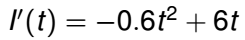 I′(t) = −0.6t² + 6t